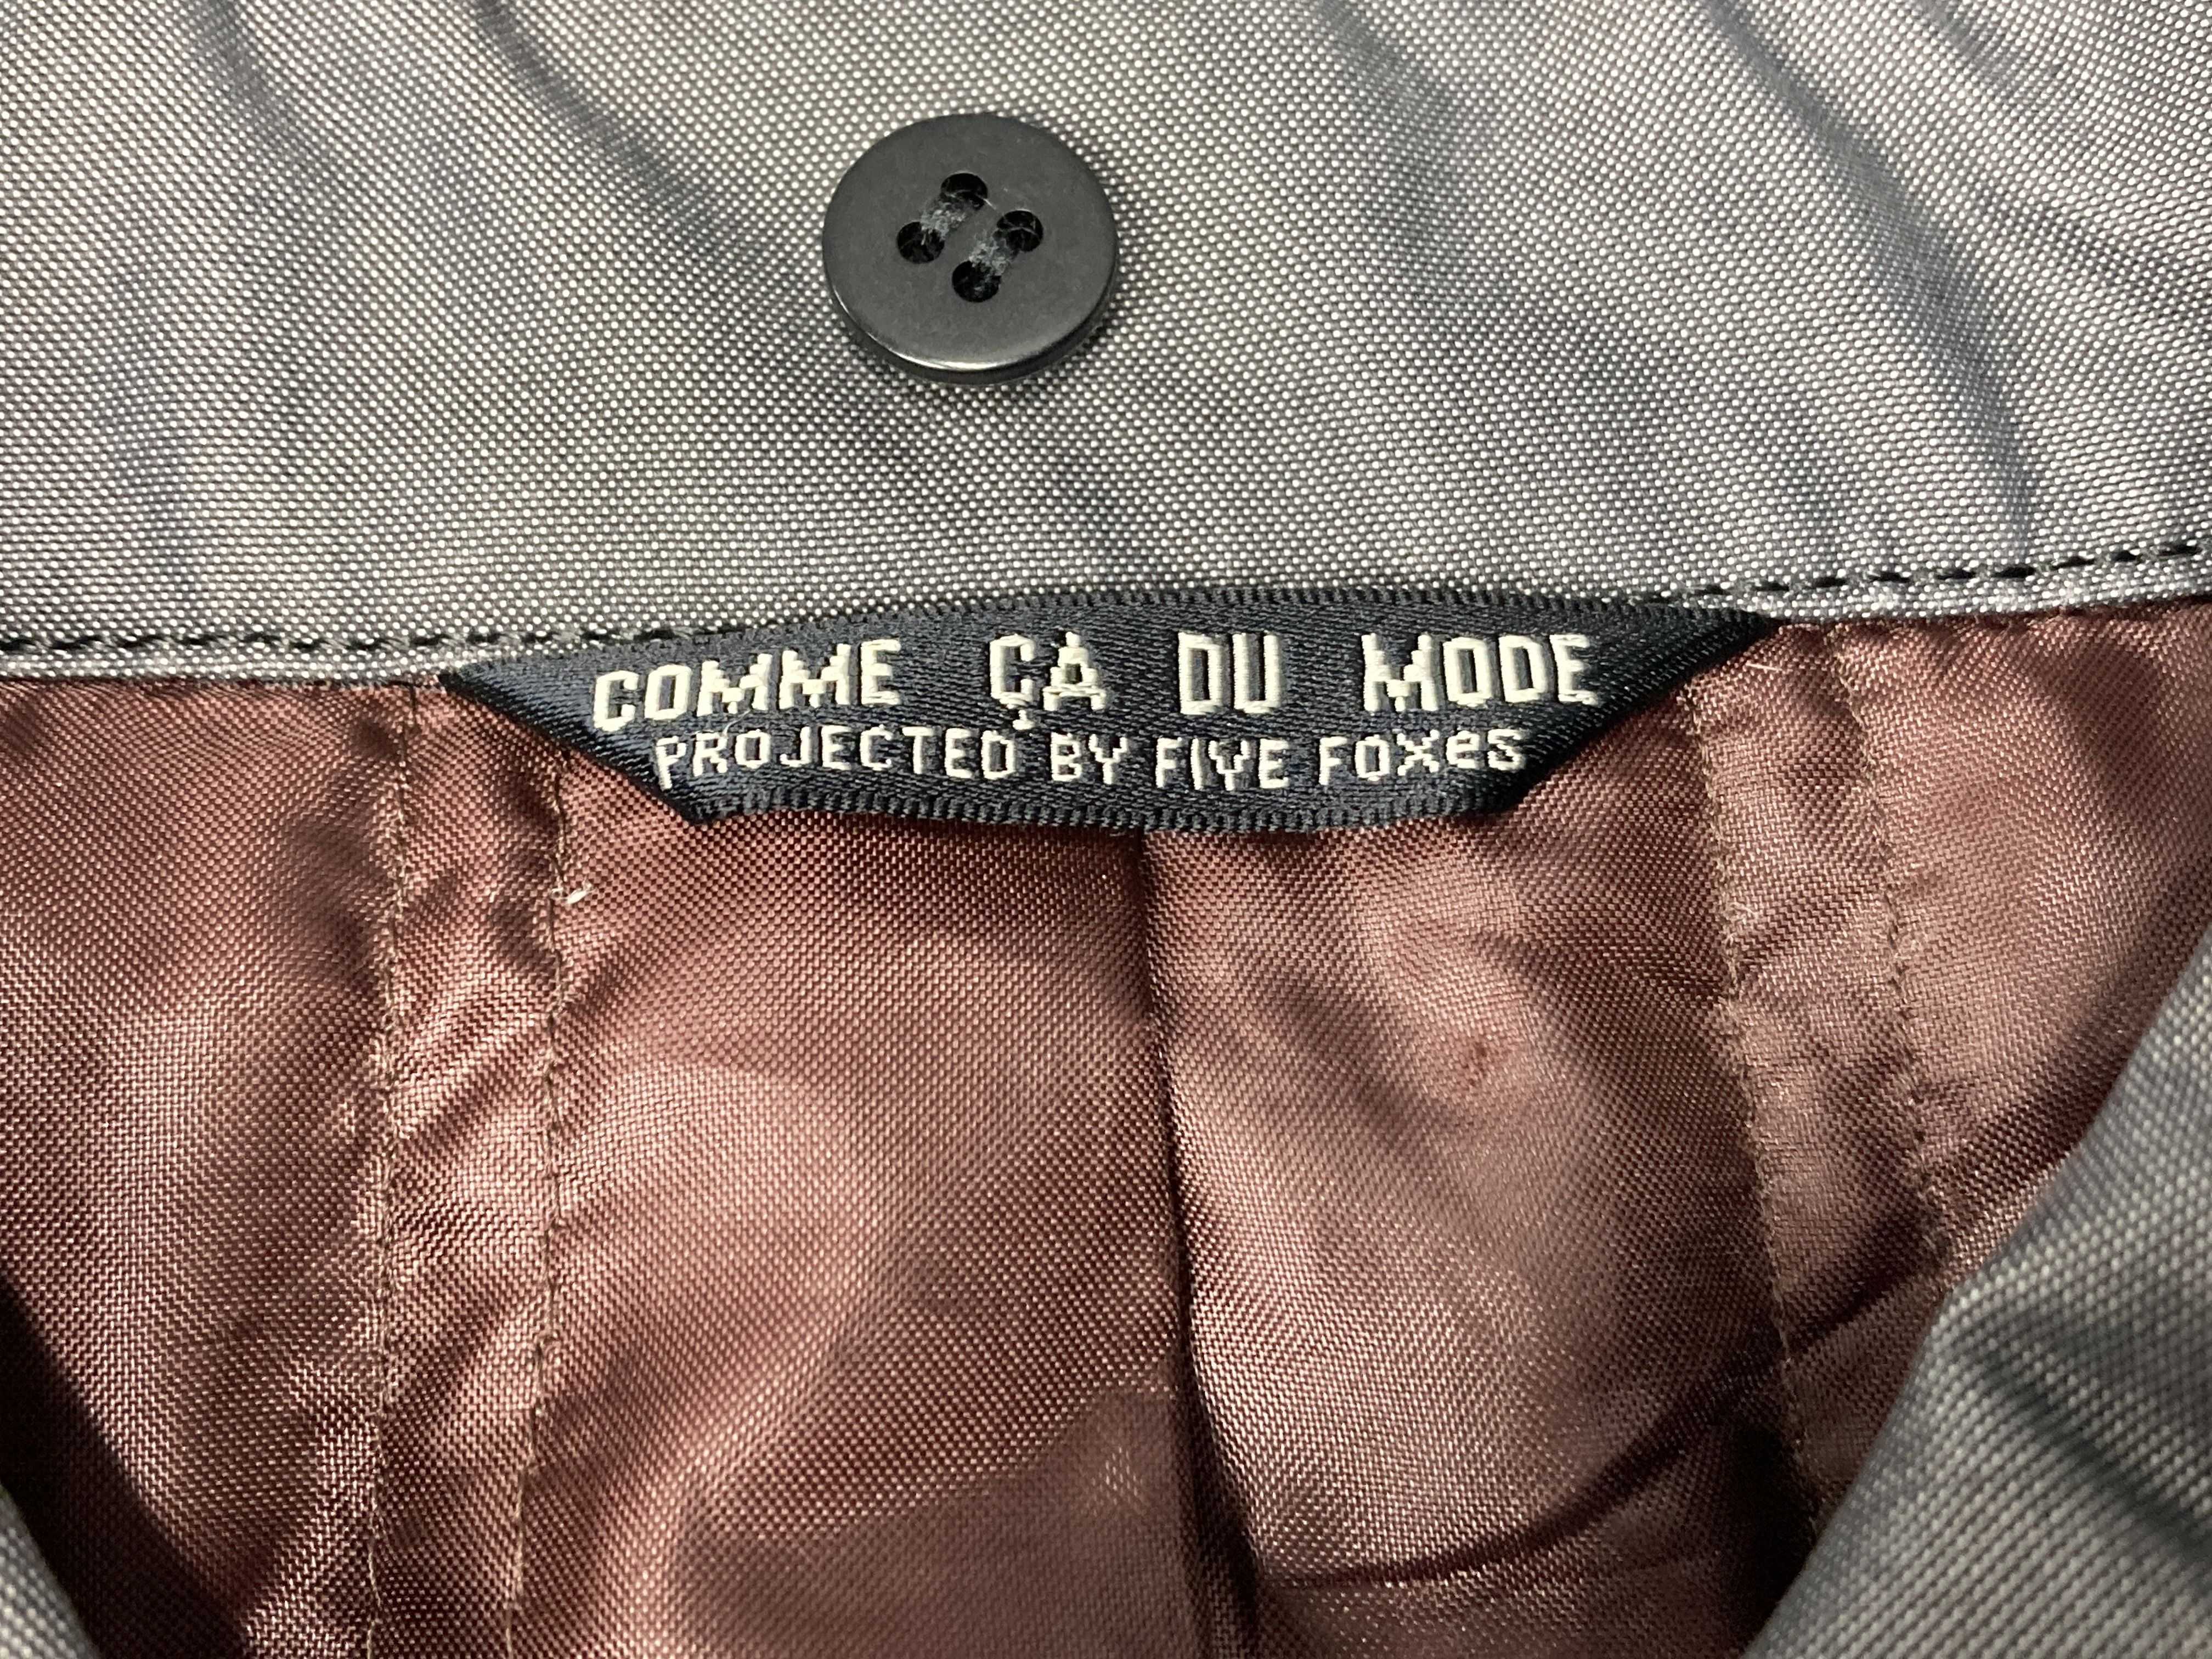 COMME ÇA DU MODE
PROJECTED BY FIVE FOXes